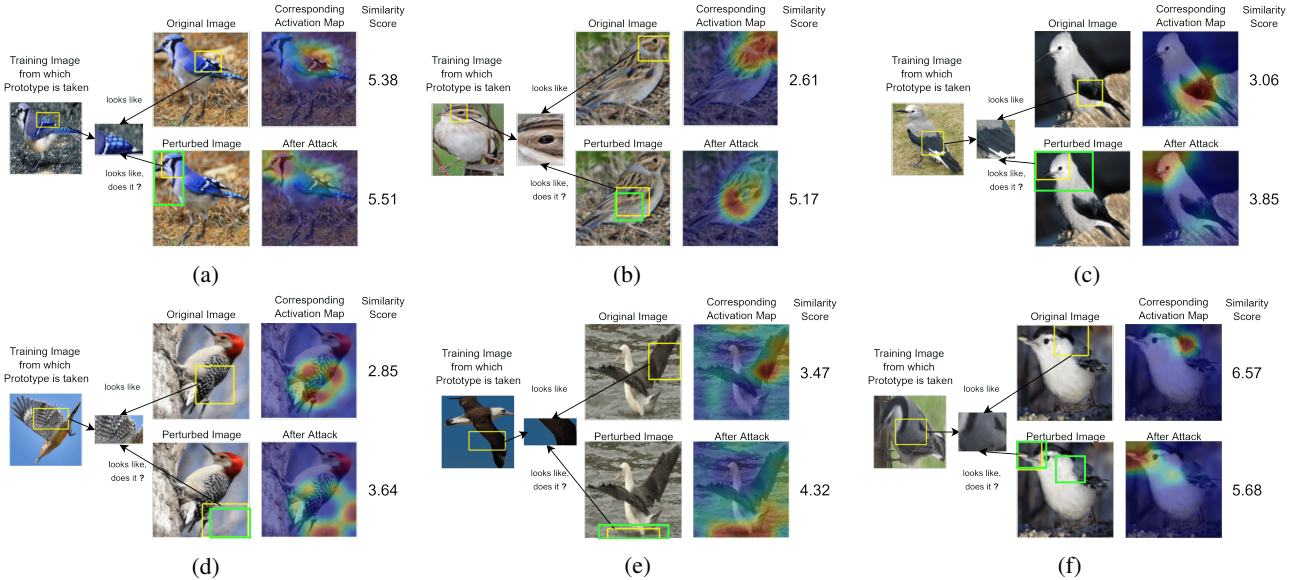 Original Image
Corresponding
Activation Map
Similarity
Score
Training Image
from which
Prototype is taken
looks like
5.38
Perturbed Image
After Attack
looks like,
does it ?
5.51
(a)
Original Image
Corresponding
Activation Map
Similarity
Score
Training Image
from which
Prototype is taken
looks like
2.61
Perturbed Image
After Attack
looks like,
does it ?
5.17
(b)
Original Image
Corresponding
Activation Map
Similarity
Score
Training Image
from which
Prototype is taken
looks like
3.06
Perturbed Image
After Attack
looks like,
does it ?
3.85
(c)
Original Image
Corresponding
Activation Map
Similarity
Score
Training Image
from which
Prototype is taken
looks like
2.85
Perturbed Image
After Attack
looks like,
does it ?
3.64
(d)
Original Image
Corresponding
Activation Map
Similarity
Score
Training Image
from which
Prototype is taken
looks like
3.47
Perturbed Image
After Attack
looks like,
does it ?
4.32
(e)
Original Image
Corresponding
Activation Map
Similarity
Score
Training Image
from which
Prototype is taken
looks like
6.57
Perturbed Image
After Attack
looks like,
does it ?
5.68
(f)